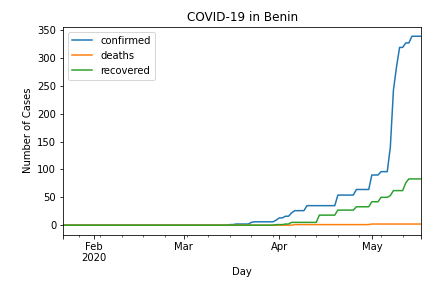 COVID-19 in Benin
350
300
250
200
150
100
50
0
Number of Cases
confirmed
deaths
recovered
Feb
2020
Mar
Apr
May
Day